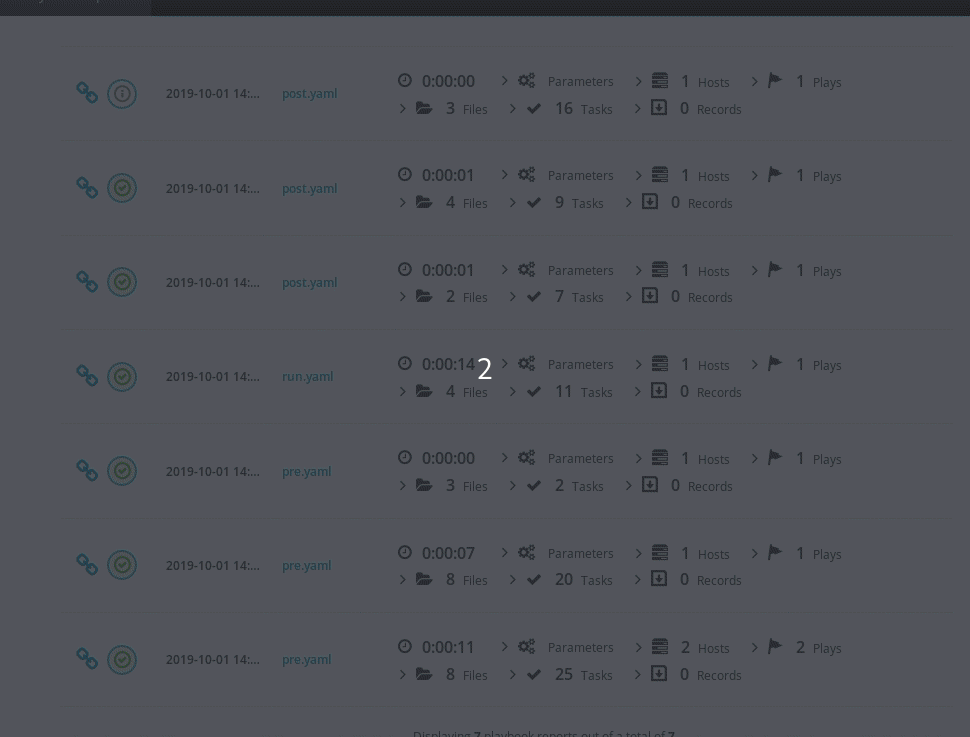 0:00:00 Parameters 1 Hosts 1 Plays
2019-10-01 14:... post.yaml
3 Files 16 Tasks 0 Records
0:00:01 Parameters 1 Hosts 1 Plays
2019-10-01 14:... post.yaml
4 Files 9 Tasks 0 Records
0:00:01 Parameters 1 Hosts 1 Plays
2019-10-01 14:... post.yaml
2 Files 7 Tasks 0 Records
0:00:14 Parameters 1 Hosts 1 Plays
2
2019-10-01 14:... run.yaml
4 Files 11 Tasks 0 Records
0:00:00 Parameters 1 Hosts 1 Plays
2019-10-01 14:... pre.yaml
3 Files 2 Tasks 0 Records
0:00:07 Parameters 1 Hosts 1 Plays
2019-10-01 14:... pre.yaml
8 Files 20 Tasks 0 Records
0:00:11 Parameters 2 Hosts 2 Plays
2019-10-01 14:... pre.yaml
8 Files 25 Tasks 0 Records
Displaying 7 playbook reports out of a total of 7